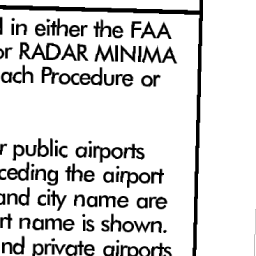 in either the FAA
or RADAR MINIMA
ach Procedure or
public airports
ceding the airport
and city name are
rt name is shown.
nd private airports